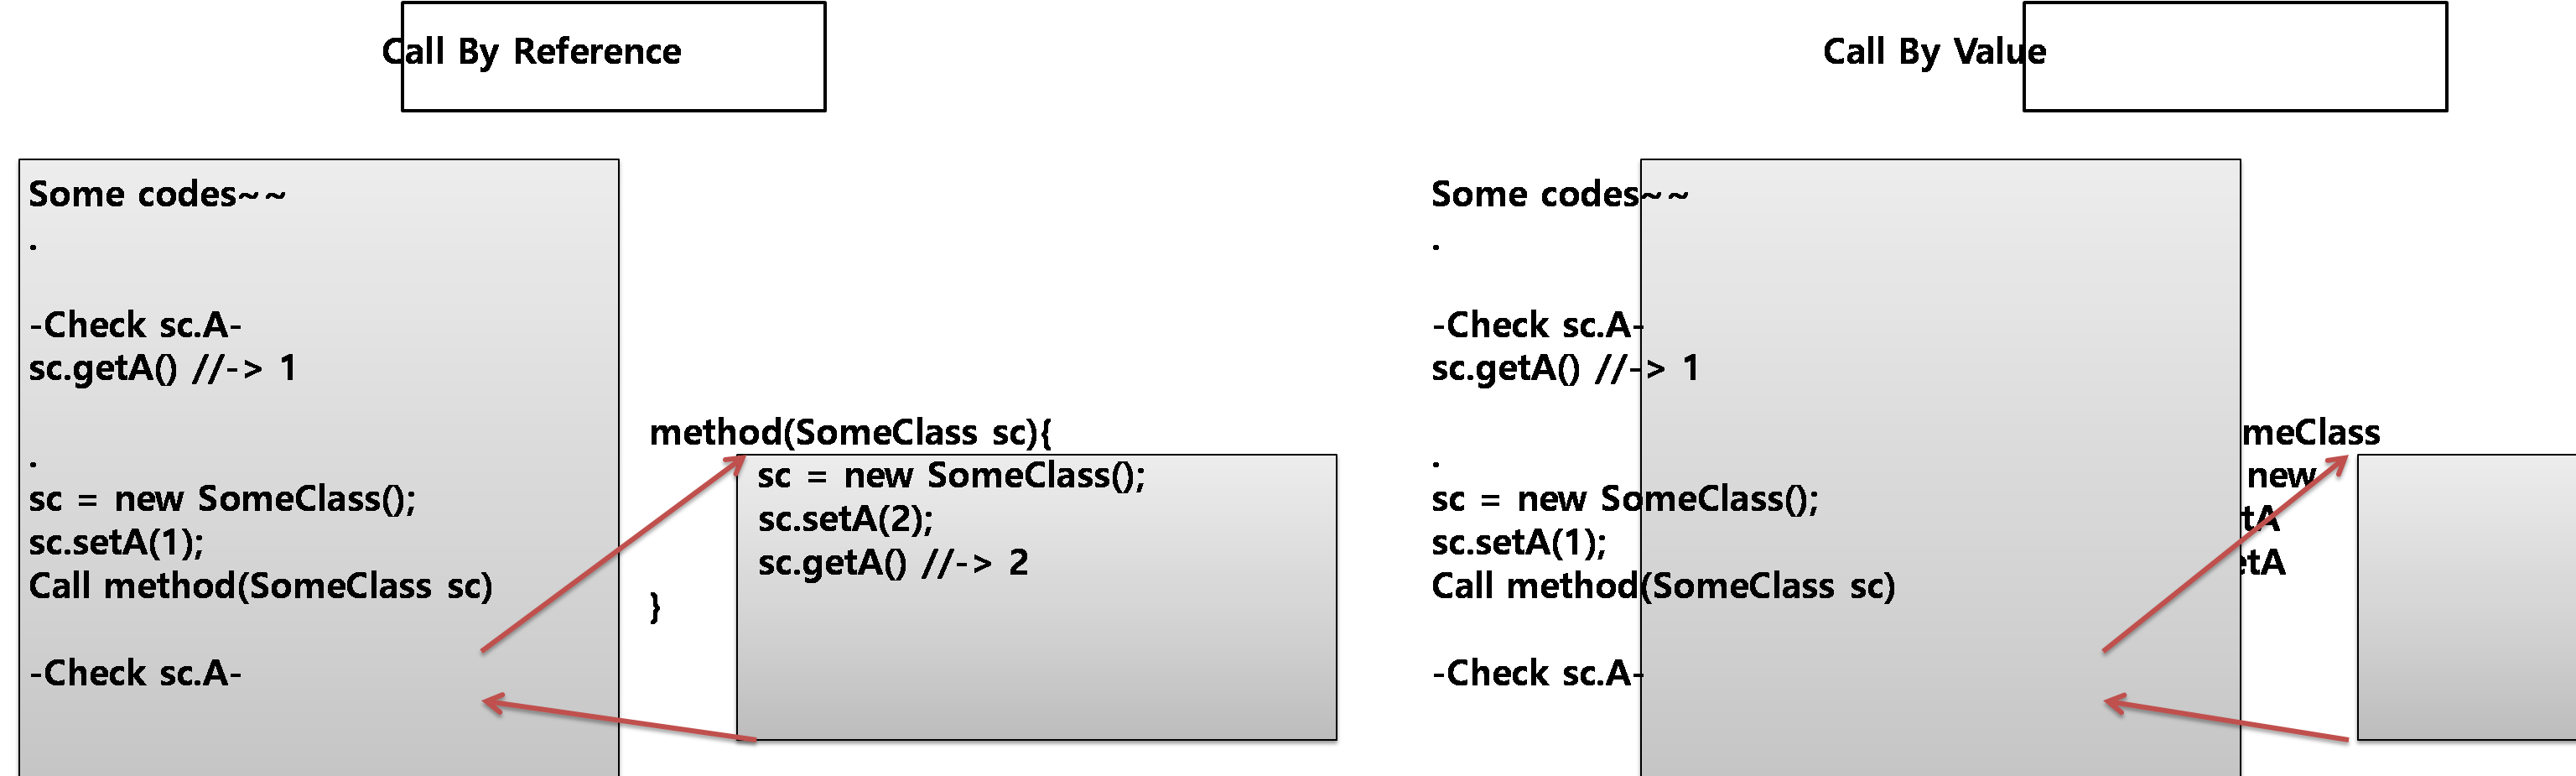 Call By Reference
Some codes~~
.
-Check sc.A-
sc.getA() //-> 1
.
sc = new SomeClass();
sc.setA(1);
Call method(SomeClass sc)
-Check sc.A-
method(SomeClass sc){
sc = new SomeClass();
sc.setA(2);
sc.getA() //-> 2
}
Call By Value
Some codes~~
.
-Check sc.A-
sc.getA() //-> 1
.
sc = new SomeClass();
sc.setA(1);
Call method(SomeClass sc)
-Check sc.A-
meClass
new
tA
etA